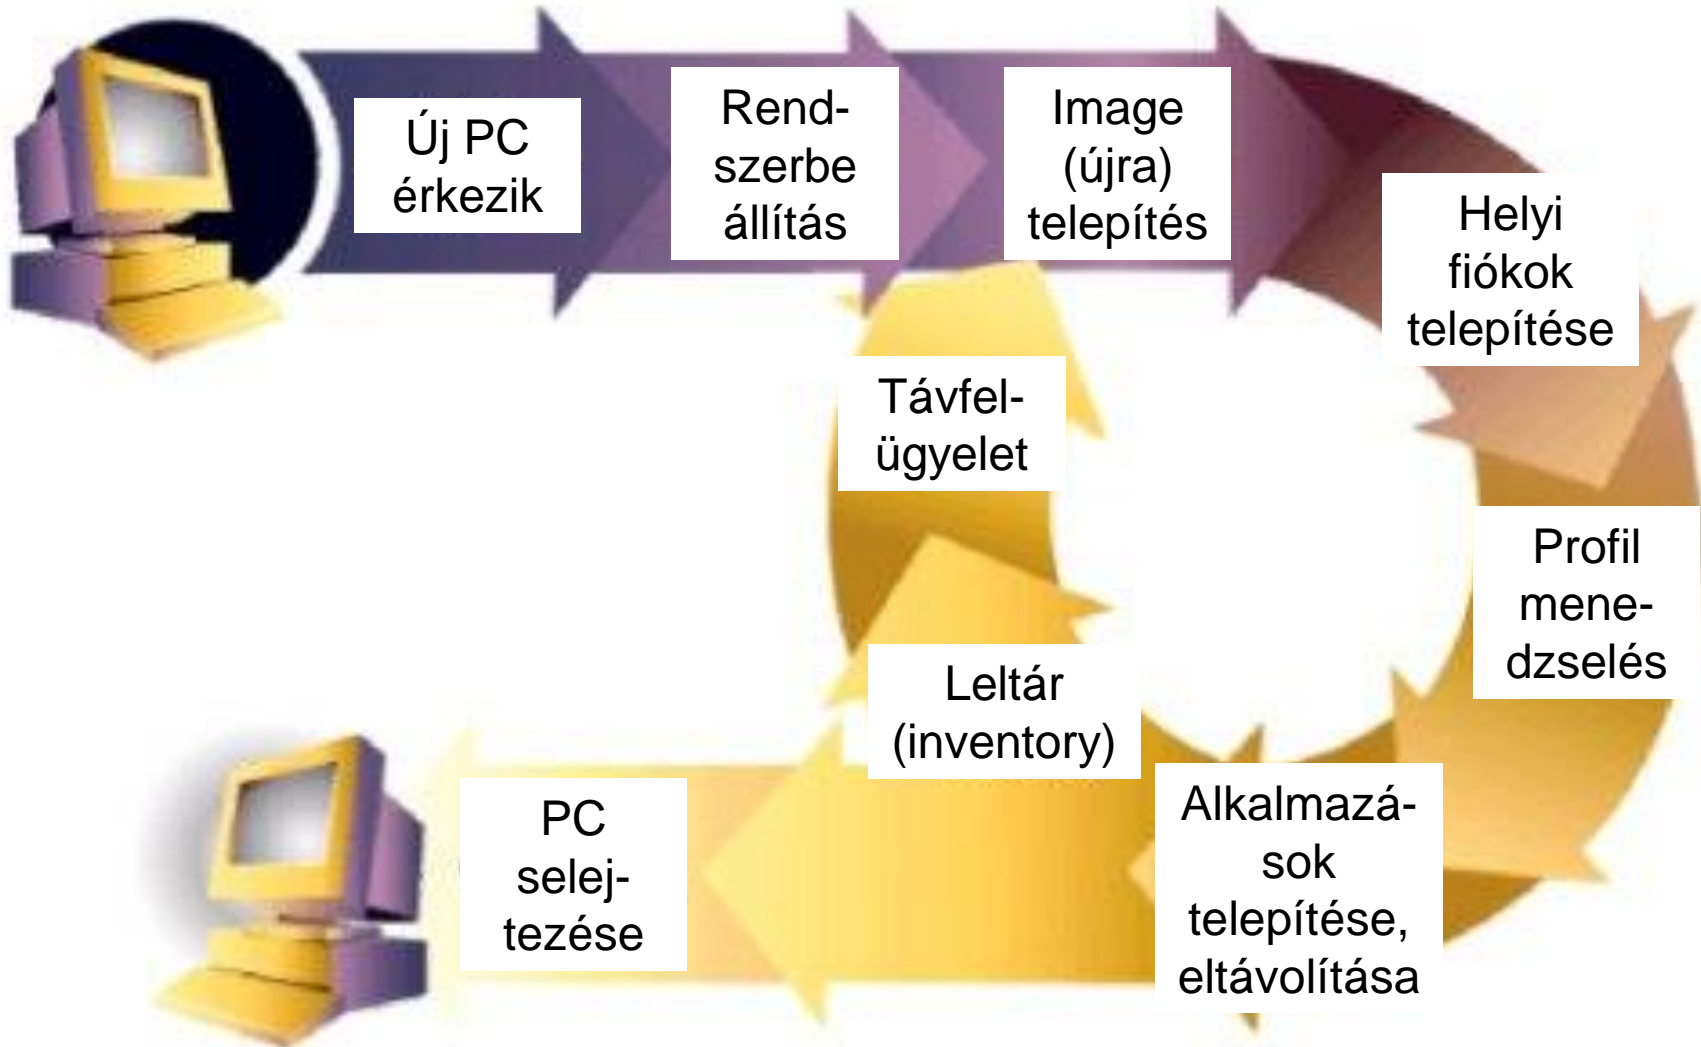 Új PC
érkezik
Rend-
szerbe
állítás
Image
(újra)
telepítés
Helyi
fiókok
telepítése
Profil
mene-
dzselés
Alkalmazá-
sok
telepítése,
eltávolítása
Leltár
(inventory)
Távfel-
ügyelet
PC
selej-
tezése